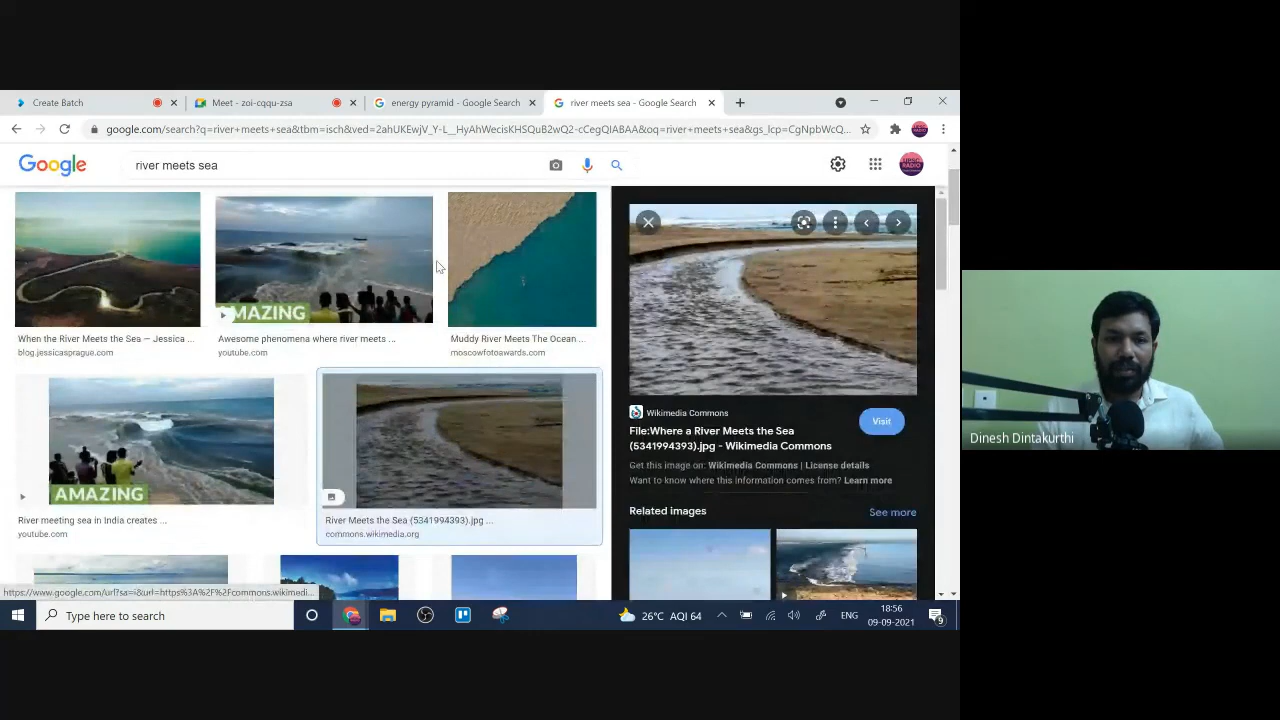 Create Batch
Meet - zoi-cqqu-zsa
energy pyramid - Google Search
river meets sea - Google Search
google.com/search?q=river+meets+sea&tbm=isch&ved=2ahUKEwjV_Y-L__HyAhWecisKHSQuB2wQ2-cCegQIABAA&oq=river+meets+sea&gs_lcp=CgNpbWcQ...
Google
river meets sea
When the River Meets the Sea — Jessica ...
blog.jessicasprague.com
AMAZING
Awesome phenomena where river meets ...
youtube.com
Muddy River Meets The Ocean ...
moscowfotoawards.com
AMAZING
River meeting sea in India creates ...
youtube.com
River Meets the Sea (5341994393).jpg ...
commons.wikimedia.org
Wikimedia Commons
File:Where a River Meets the Sea
(5341994393).jpg - Wikimedia Commons
Visit
Get this image on: Wikimedia Commons | License details
Want to know where this information comes from? Learn more
Related images
See more
https://www.google.com/url?sa=i&url=https%3A%2F%2Fcommons.wikimedi...
Type here to search
26°C AQI 64
ENG
18:56
09-09-2021
9
Dinesh Dintakurthi